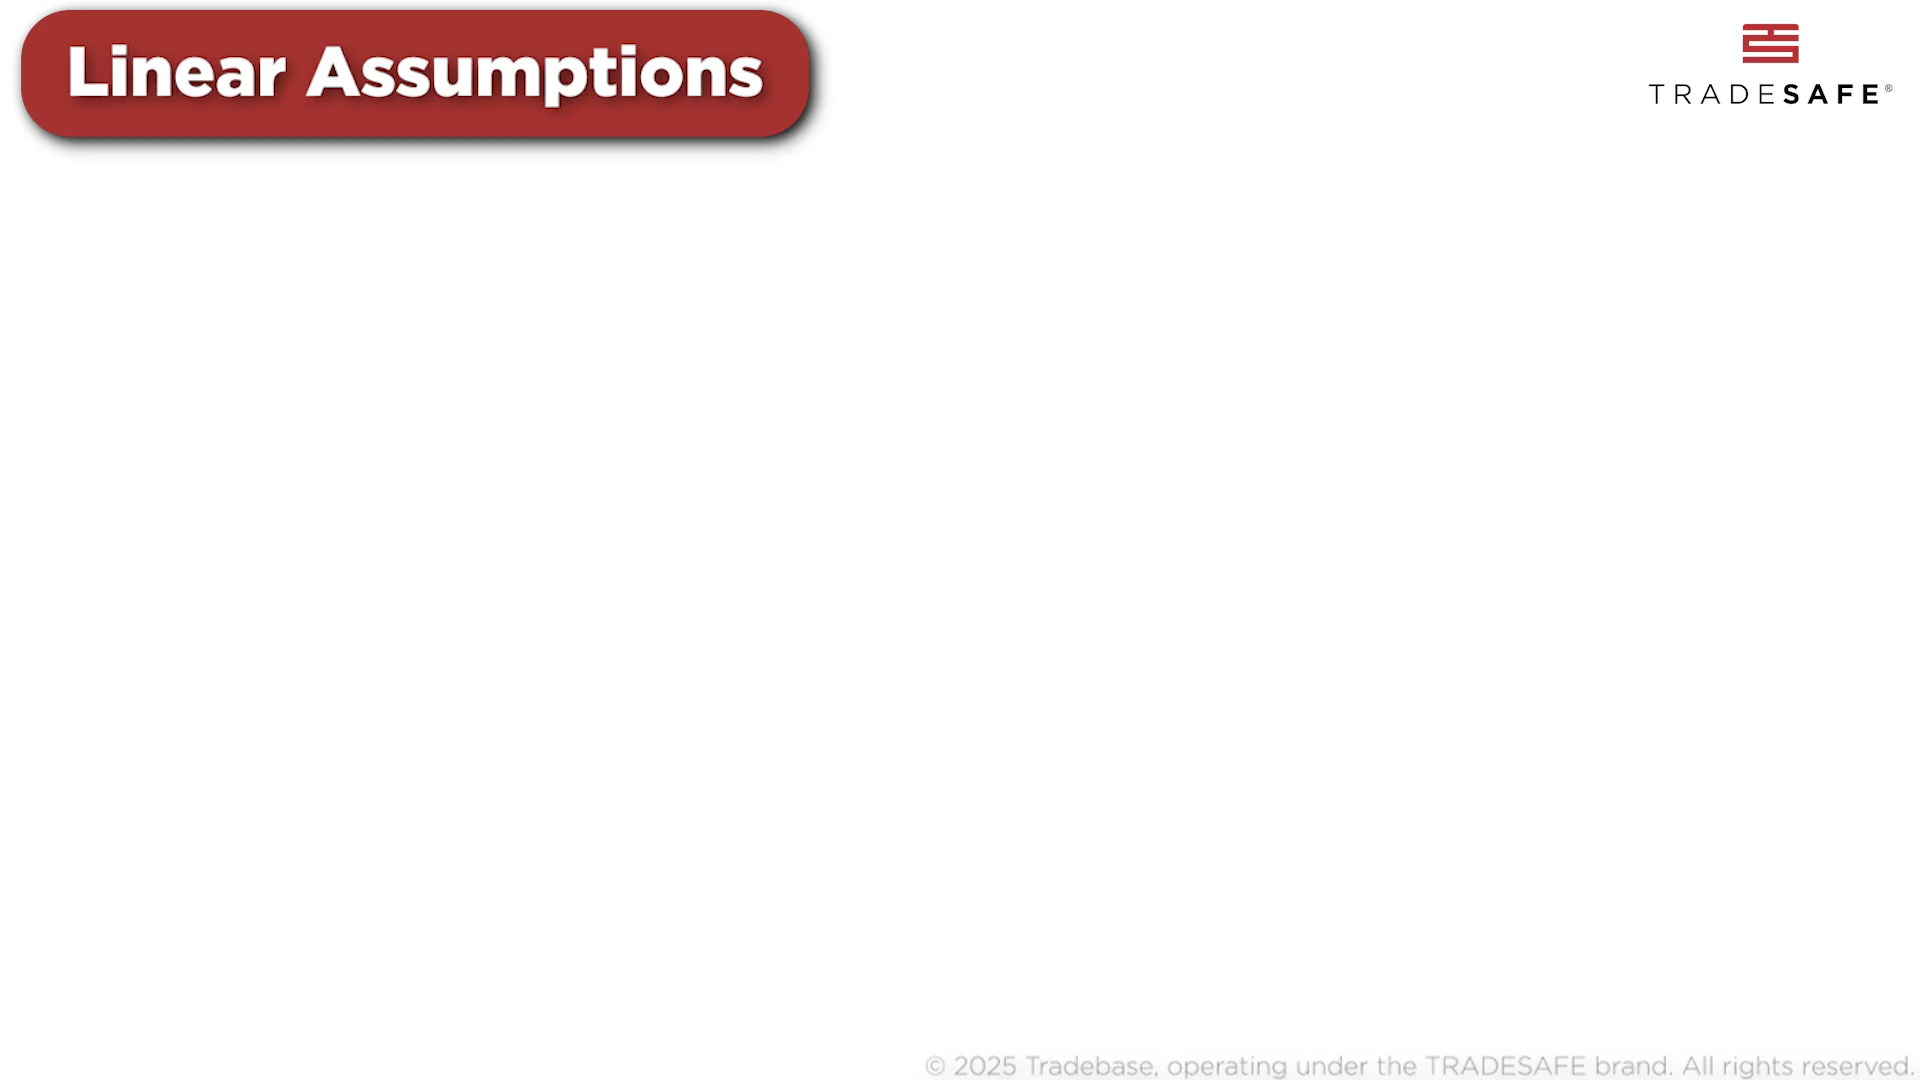 Linear Assumptions
TRADESAFE®
© 2025 Tradebase, operating under the TRADESAFE brand. All rights reserved.